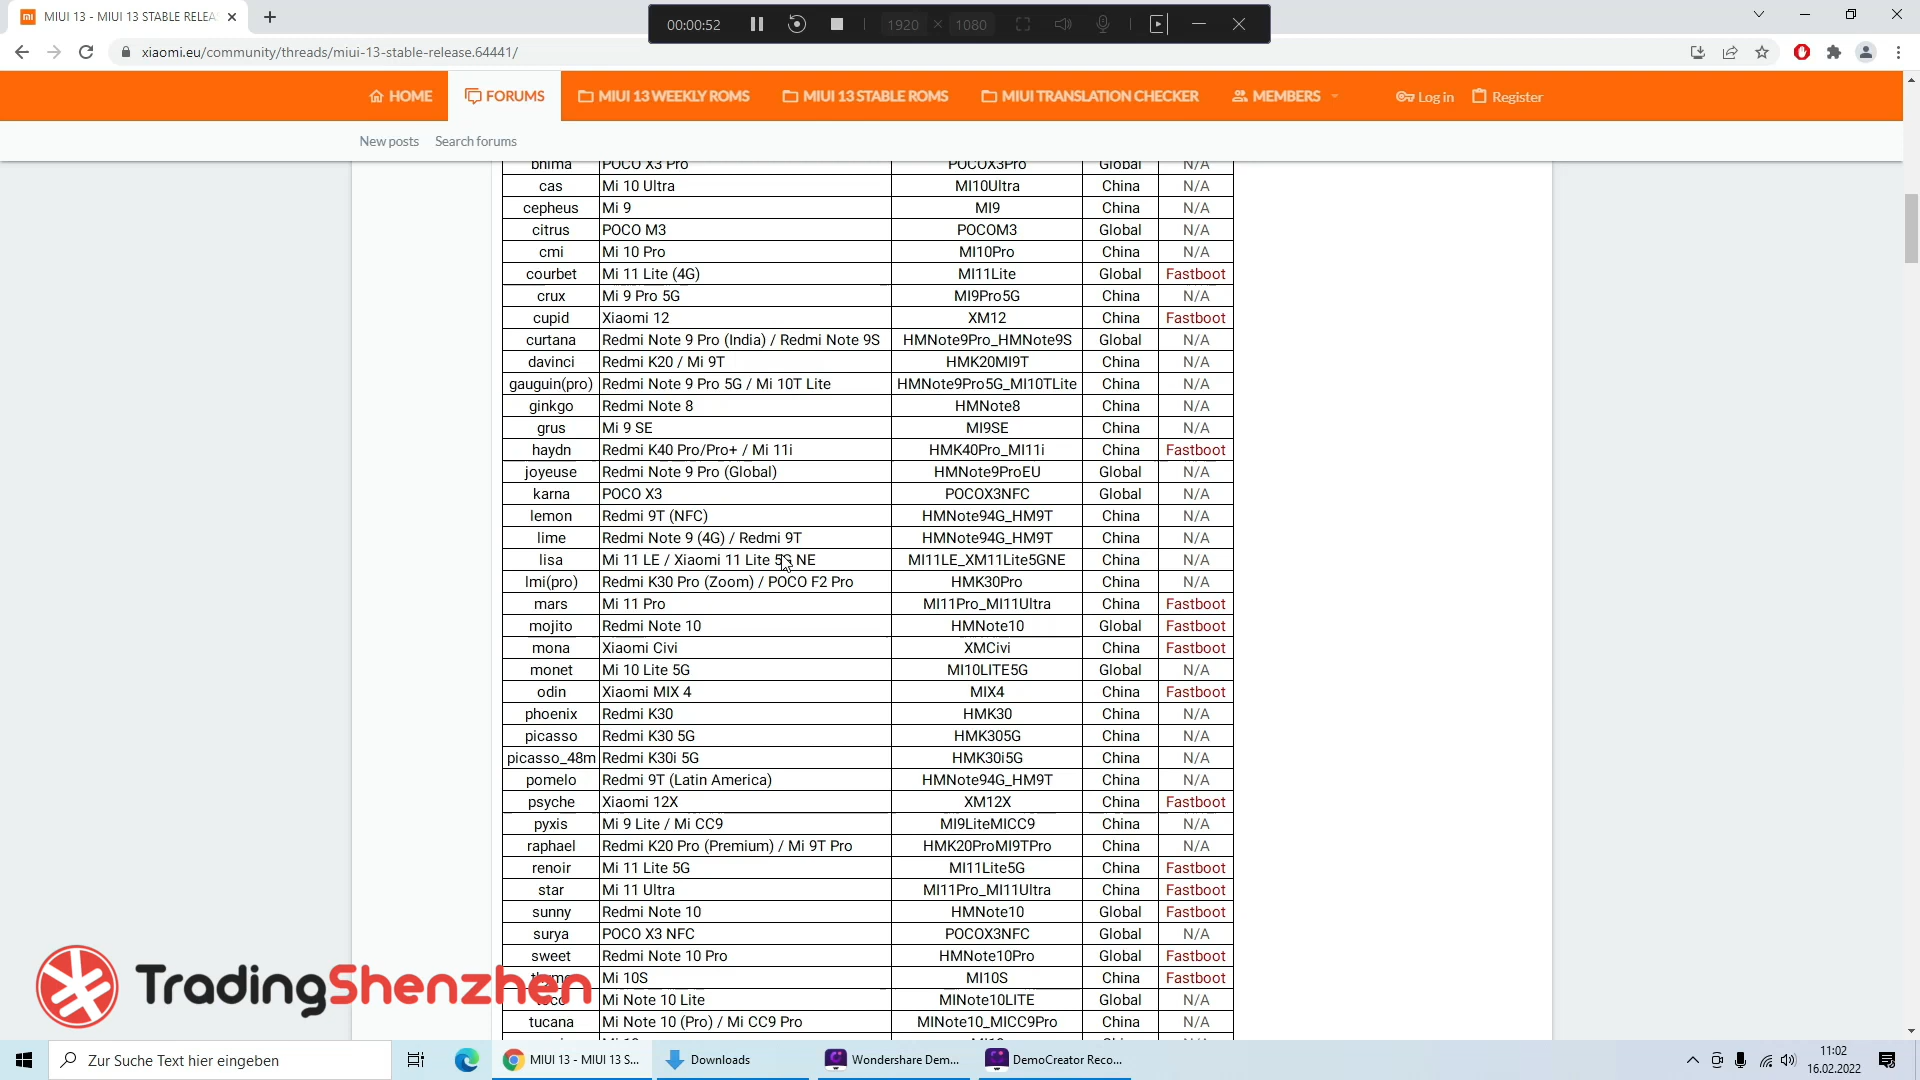 MIUI 13 - MIUI 13 STABLE RELEA
00:00:52
1920 × 1080
xiaomi.eu/community/threads/miui-13-stable-release.64441/
HOME FORUMS MIUI 13 WEEKLY ROMS MIUI 13 STABLE ROMS MIUI TRANSLATION CHECKER MEMBERS Log in Register
New posts Search forums
bhima POCO X3 Pro POCOX3Pro Global N/A
cas Mi 10 Ultra MI10Ultra China N/A
cepheus Mi 9 MI9 China N/A
citrus POCO M3 POCOM3 Global N/A
cmi Mi 10 Pro MI10Pro China N/A
courbet Mi 11 Lite (4G) MI11Lite Global Fastboot
crux Mi 9 Pro 5G MI9Pro5G China N/A
cupid Xiaomi 12 XM12 China Fastboot
curtana Redmi Note 9 Pro (India) / Redmi Note 9S HMNote9Pro_HMNote9S Global N/A
davinci Redmi K20 / Mi 9T HMK20MI9T China N/A
gauguin(pro) Redmi Note 9 Pro 5G / Mi 10T Lite HMNote9Pro5G_MI10TLite China N/A
ginkgo Redmi Note 8 HMNote8 China N/A
grus Mi 9 SE MI9SE China N/A
haydn Redmi K40 Pro/Pro+ / Mi 11i HMK40Pro_MI11i China Fastboot
joyeuse Redmi Note 9 Pro (Global) HMNote9ProEU Global N/A
karna POCO X3 POCOX3NFC Global N/A
lemon Redmi 9T (NFC) HMNote94G_HM9T China N/A
lime Redmi Note 9 (4G) / Redmi 9T HMNote94G_HM9T China N/A
lisa Mi 11 LE / Xiaomi 11 Lite 5G NE MI11LE_XM11Lite5GNE China N/A
lmi(pro) Redmi K30 Pro (Zoom) / POCO F2 Pro HMK30Pro China N/A
mars Mi 11 Pro MI11Pro_MI11Ultra China Fastboot
mojito Redmi Note 10 HMNote10 Global Fastboot
mona Xiaomi Civi XMCivi China Fastboot
monet Mi 10 Lite 5G MI10LITE5G Global N/A
odin Xiaomi MIX 4 MIX4 China Fastboot
phoenix Redmi K30 HMK30 China N/A
picasso Redmi K30 5G HMK305G China N/A
picasso_48m Redmi K30i 5G HMK30i5G China N/A
pomelo Redmi 9T (Latin America) HMNote94G_HM9T China N/A
psyche Xiaomi 12X XM12X China Fastboot
pyxis Mi 9 Lite / Mi CC9 MI9LiteMICC9 China N/A
raphael Redmi K20 Pro (Premium) / Mi 9T Pro HMK20ProMI9TPro China N/A
renoir Mi 11 Lite 5G MI11Lite5G China Fastboot
star Mi 11 Ultra MI11Pro_MI11Ultra China Fastboot
sunny Redmi Note 10 HMNote10 Global Fastboot
surya POCO X3 NFC POCOX3NFC Global N/A
sweet Redmi Note 10 Pro HMNote10Pro Global Fastboot
Mi 10S MI10S China Fastboot
TradingShenzhen
Mi Note 10 Lite MINote10LITE Global N/A
tucana Mi Note 10 (Pro) / Mi CC9 Pro MINote10_MICC9Pro China N/A
Zur Suche Text hier eingeben
MIUI 13 - MIUI 13 S...
Downloads
Wondershare Dem...
DemoCreator Reco...
11:02
16.02.2022